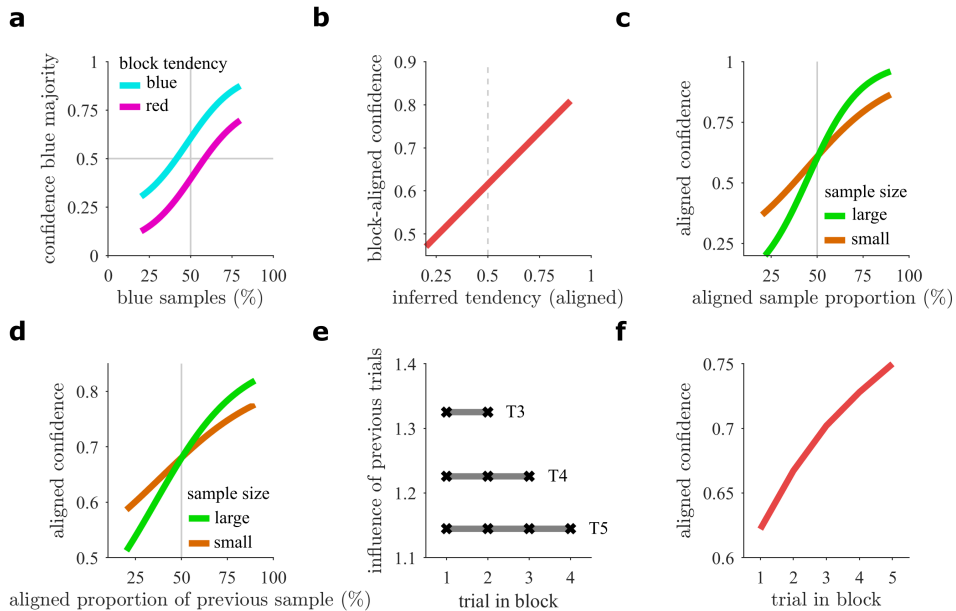 a
confidence blue majority
1
0.75
0.5
0.25
0
block tendency
blue
red
0 25 50 75 100
blue samples (%)
b
block-aligned confidence
0.9
0.8
0.7
0.6
0.5
0.25 0.5 0.75 1
inferred tendency (aligned)
c
aligned confidence
1
0.75
0.5
0.25
sample size
large
small
25 50 75 100
aligned sample proportion (%)
d
aligned confidence
0.8
0.7
0.6
0.5
sample size
large
small
25 50 75 100
aligned proportion of previous sample (%)
e
influence of previous trials
1.4
1.3
1.2
1.1
T3
T4
T5
1 2 3 4
trial in block
f
aligned confidence
0.75
0.7
0.65
0.6
1 2 3 4 5
trial in block